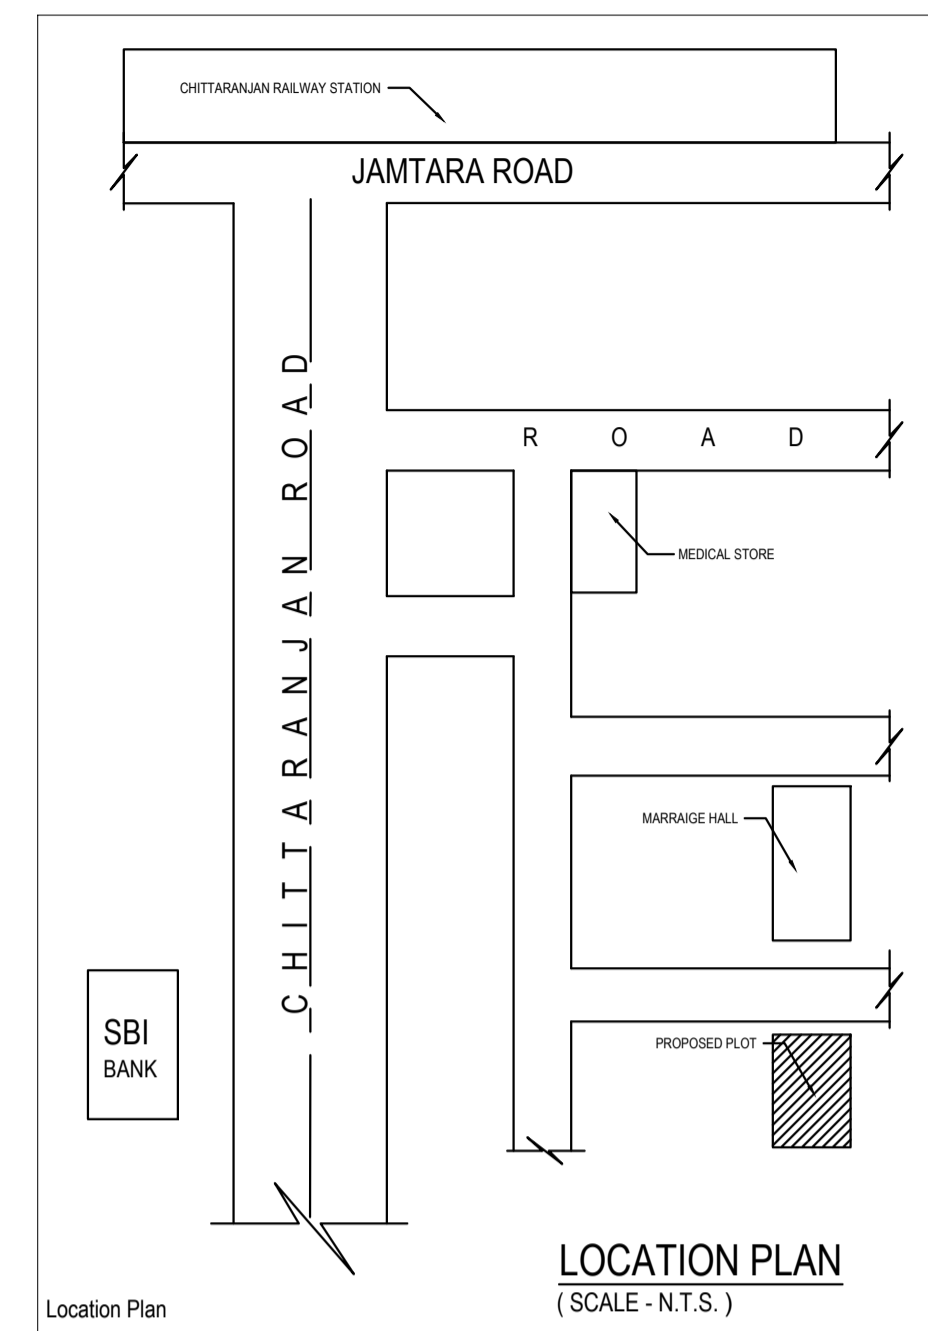 CHITTARANJAN RAILWAY STATION
JAMTARA ROAD
CHITTARANJAN ROAD
R O A D
MEDICAL STORE
MARRAIGE HALL
SBI
BANK
PROPOSED PLOT
LOCATION PLAN
( SCALE - N.T.S. )
Location Plan